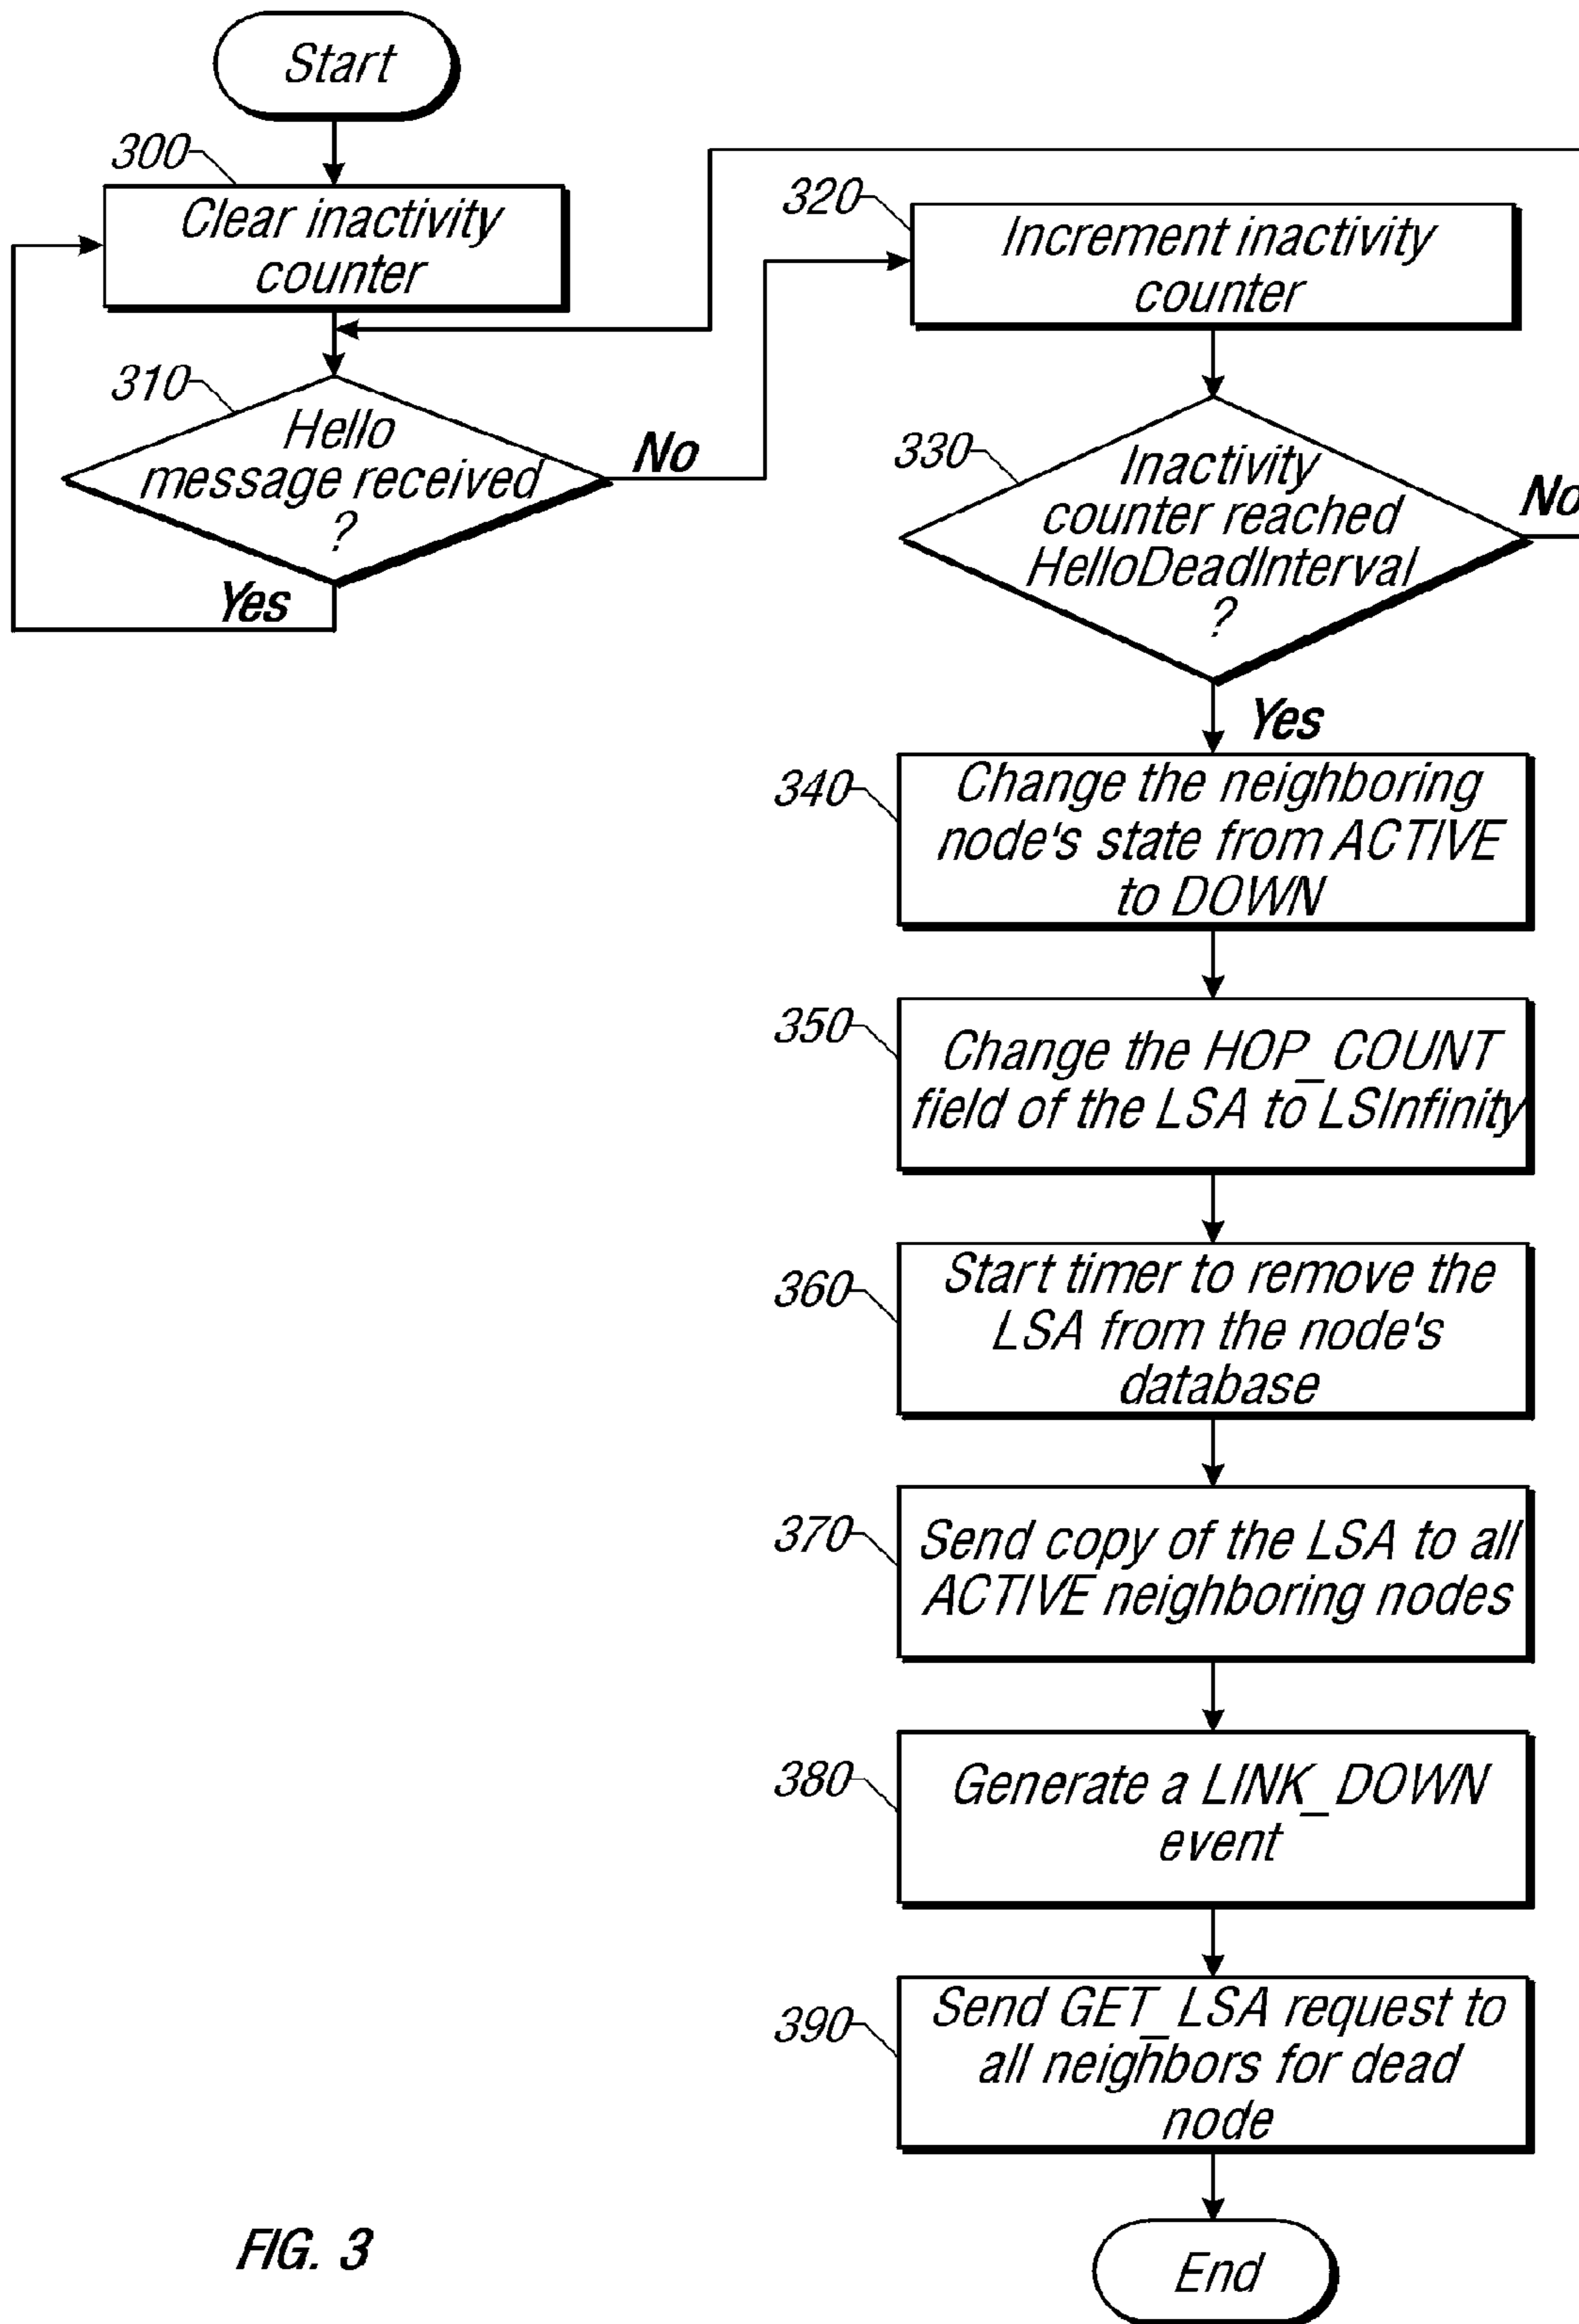 Start
300
Clear inactivity
counter
310
Hello
message received
?
No
Yes
320
Increment inactivity
counter
330
Inactivity
counter reached
HelloDeadInterval
?
No
Yes
340
Change the neighboring
node's state from ACTIVE
to DOWN
350
Change the HOP_COUNT
field of the LSA to LSInfinity
360
Start timer to remove the
LSA from the node's
database
370
Send copy of the LSA to all
ACTIVE neighboring nodes
380
Generate a LINK_DOWN
event
390
Send GET_LSA request to
all neighbors for dead
node
End
FIG. 3